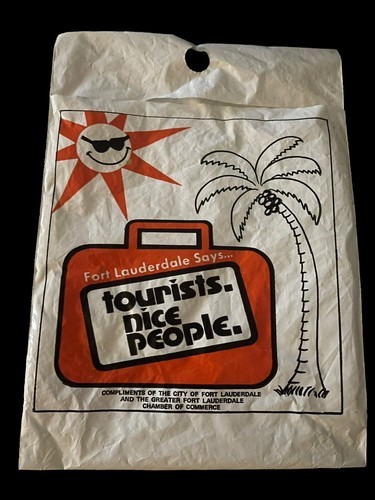 Fort Lauderdale Says...
tourists.
nice
people.
COMPLIMENTS OF THE CITY OF FORT LAUDERDALE
AND THE GREATER FORT LAUDERDALE
CHAMBER OF COMMERCE